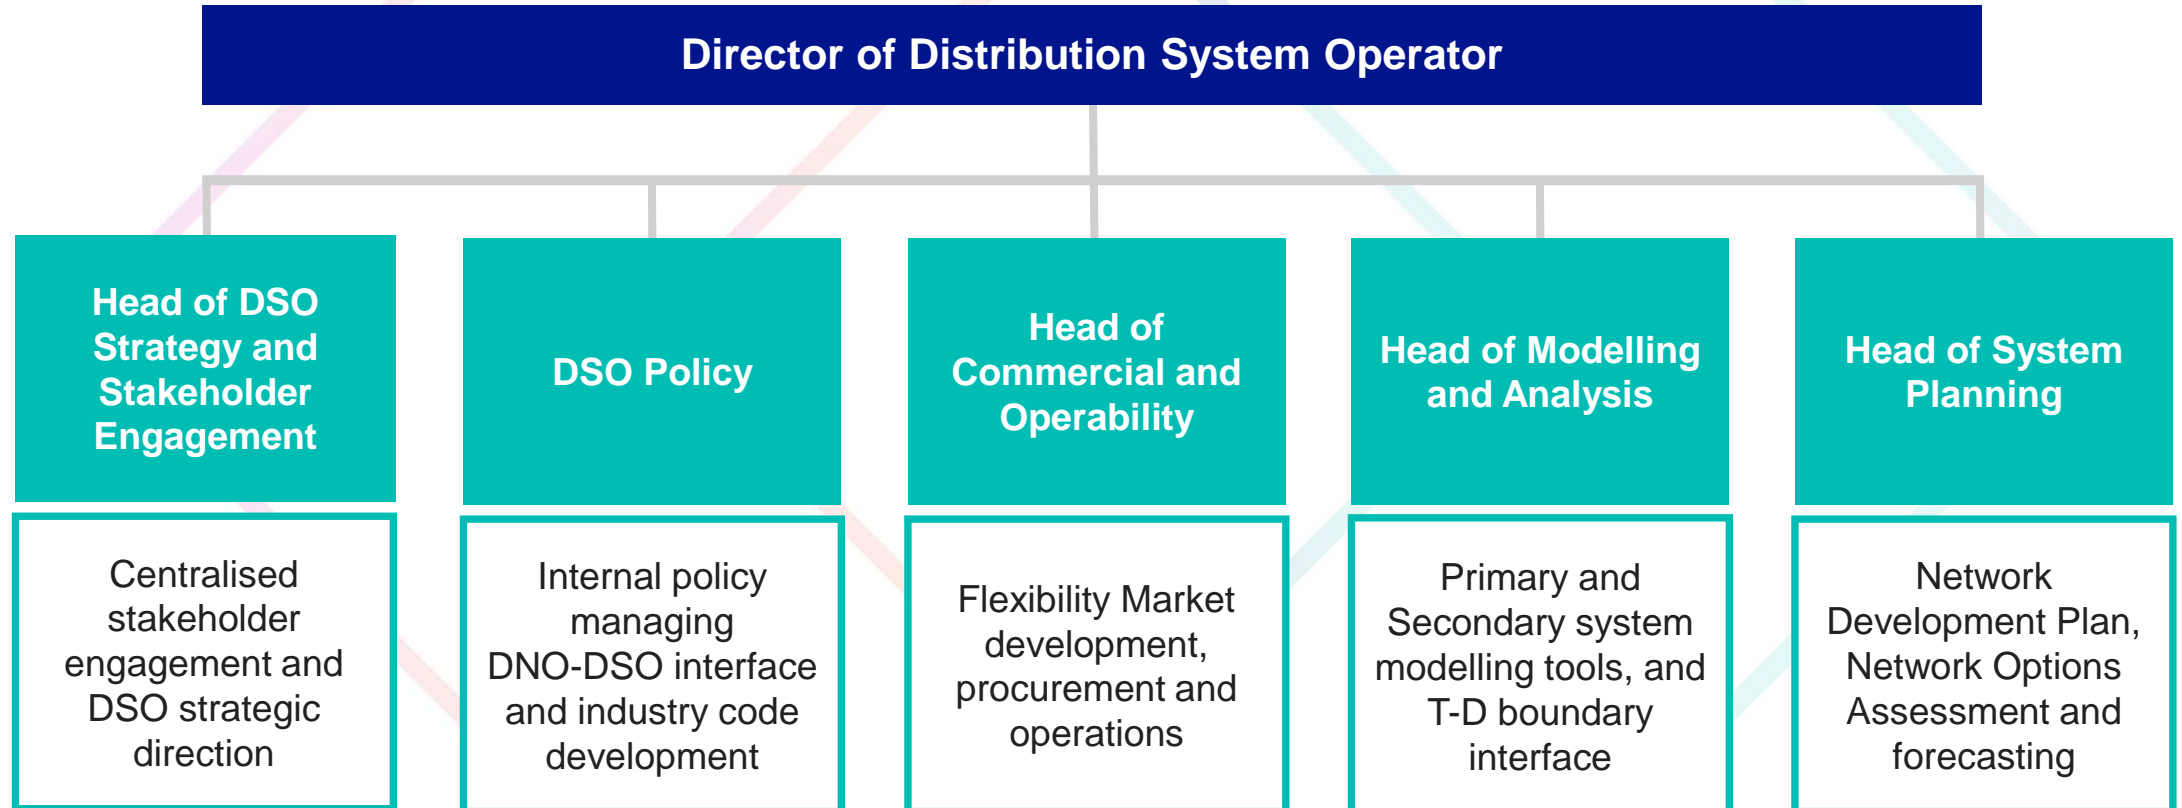 Director of Distribution System Operator
Head of DSO
Strategy and
Stakeholder
Engagement
Centralised
stakeholder
engagement and
DSO strategic
direction
DSO Policy
Internal policy
managing
DNO-DSO interface
and industry code
development
Head of
Commercial and
Operability
Flexibility Market
development,
procurement and
operations
Head of Modelling
and Analysis
Primary and
Secondary system
modelling tools, and
T-D boundary
interface
Head of System
Planning
Network
Development Plan,
Network Options
Assessment and
forecasting